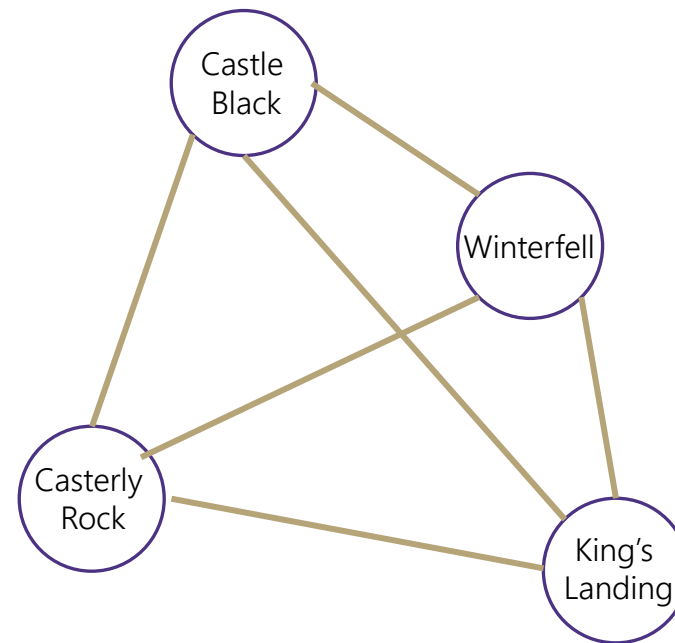 Castle
Black
Winterfell
Casterly
Rock
King’s
Landing